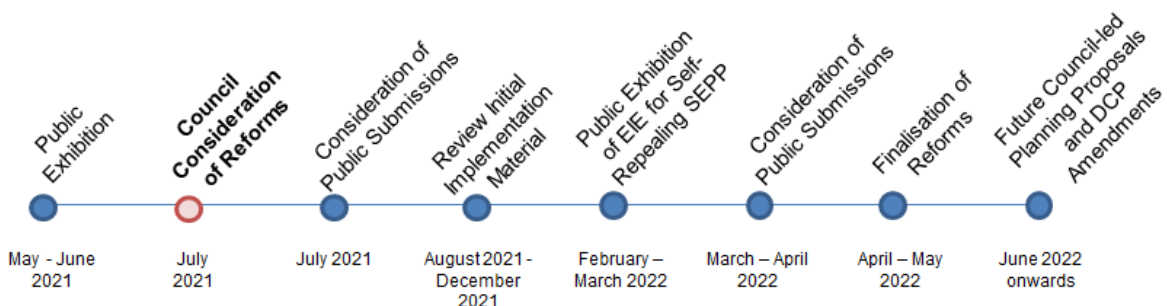 Public
Exhibition
Council
Consideration
of Reforms
Consideration of
Public Submissions
Review Initial
Implementation
Material
Public Exhibition
of EIE for Self-
Repealing SEPP
Consideration of
Public Submissions
Finalisation of
Reforms
Future Council-led
Planning Proposals
and DCP
Amendments
May - June
2021
July
2021
July 2021
August 2021 -
December
2021
February –
March 2022
March – April
2022
April – May
2022
June 2022
onwards